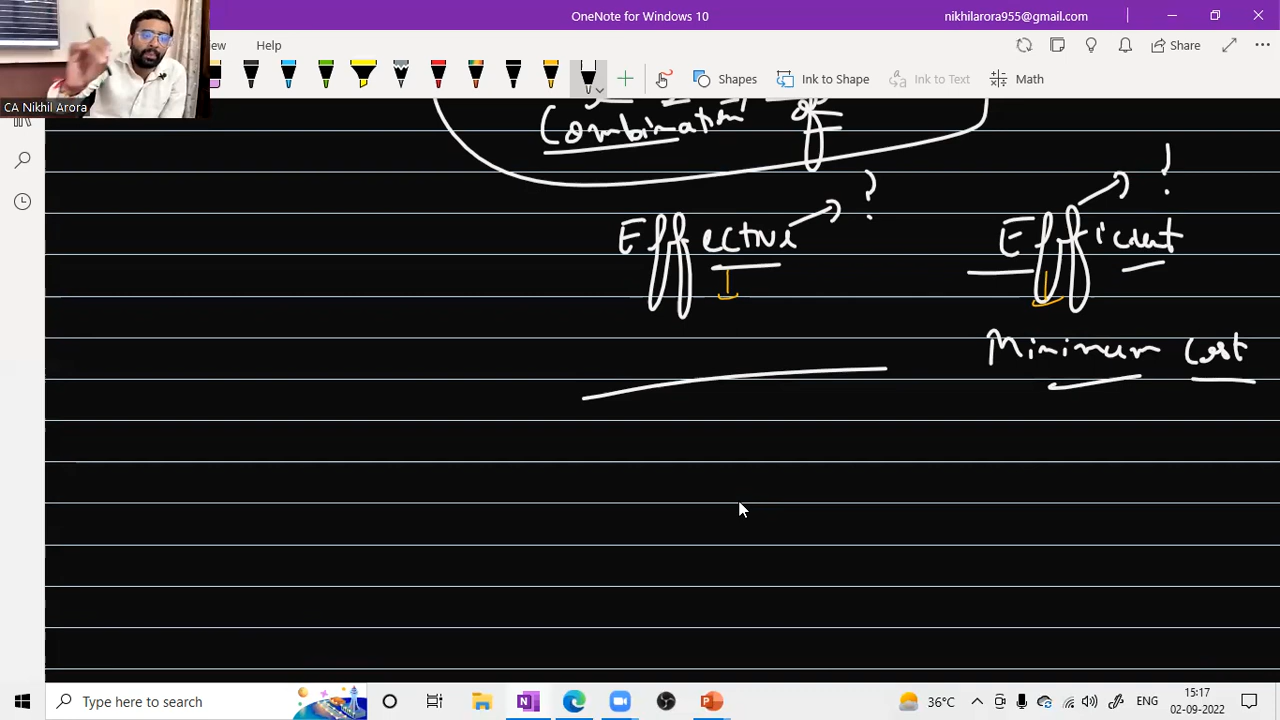 OneNote for Windows 10
nikhilarora955@gmail.com
CA Nikhil Arora
Help
Share
Shapes
Ink to Shape
Ink to Text
Math
Combination of
? !
Effective Efficient
Minimum Cost
Type here to search
36°C
ENG
15:17
02-09-2022